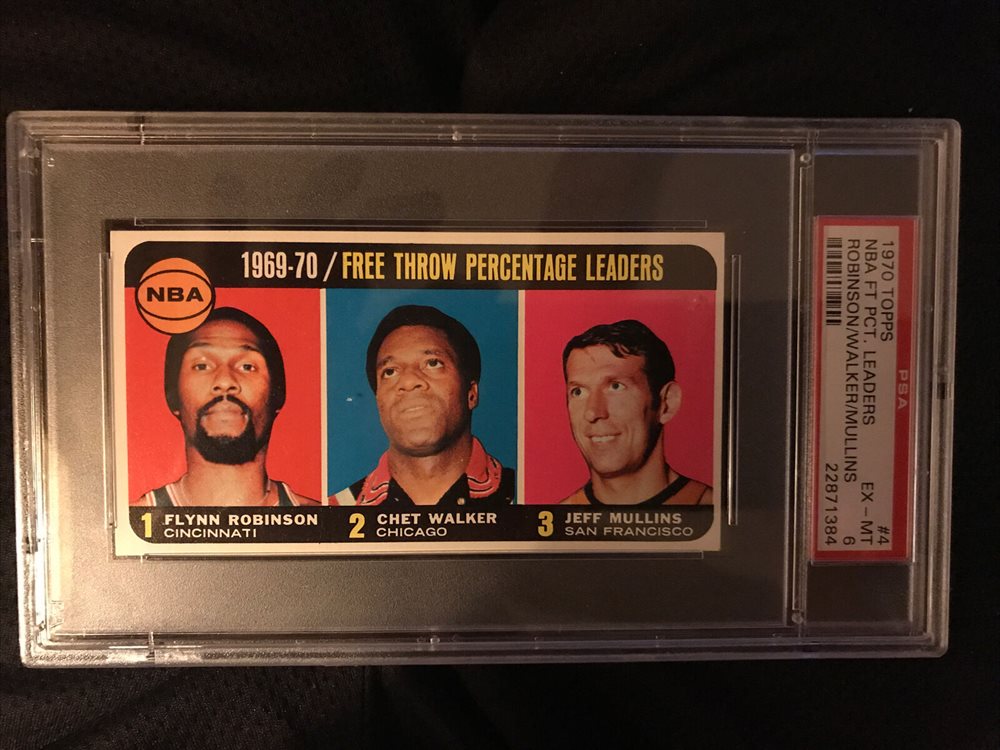 1969-70 / FREE THROW PERCENTAGE LEADERS
NBA
1 FLYNN ROBINSON
CINCINNATI
2 CHET WALKER
CHICAGO
3 JEFF MULLINS
SAN FRANCISCO
PSA
1970 TOPPS #4
NBA FT PCT. LEADERS EX - MT
ROBINSON/WALKER/MULLINS 6
22871384